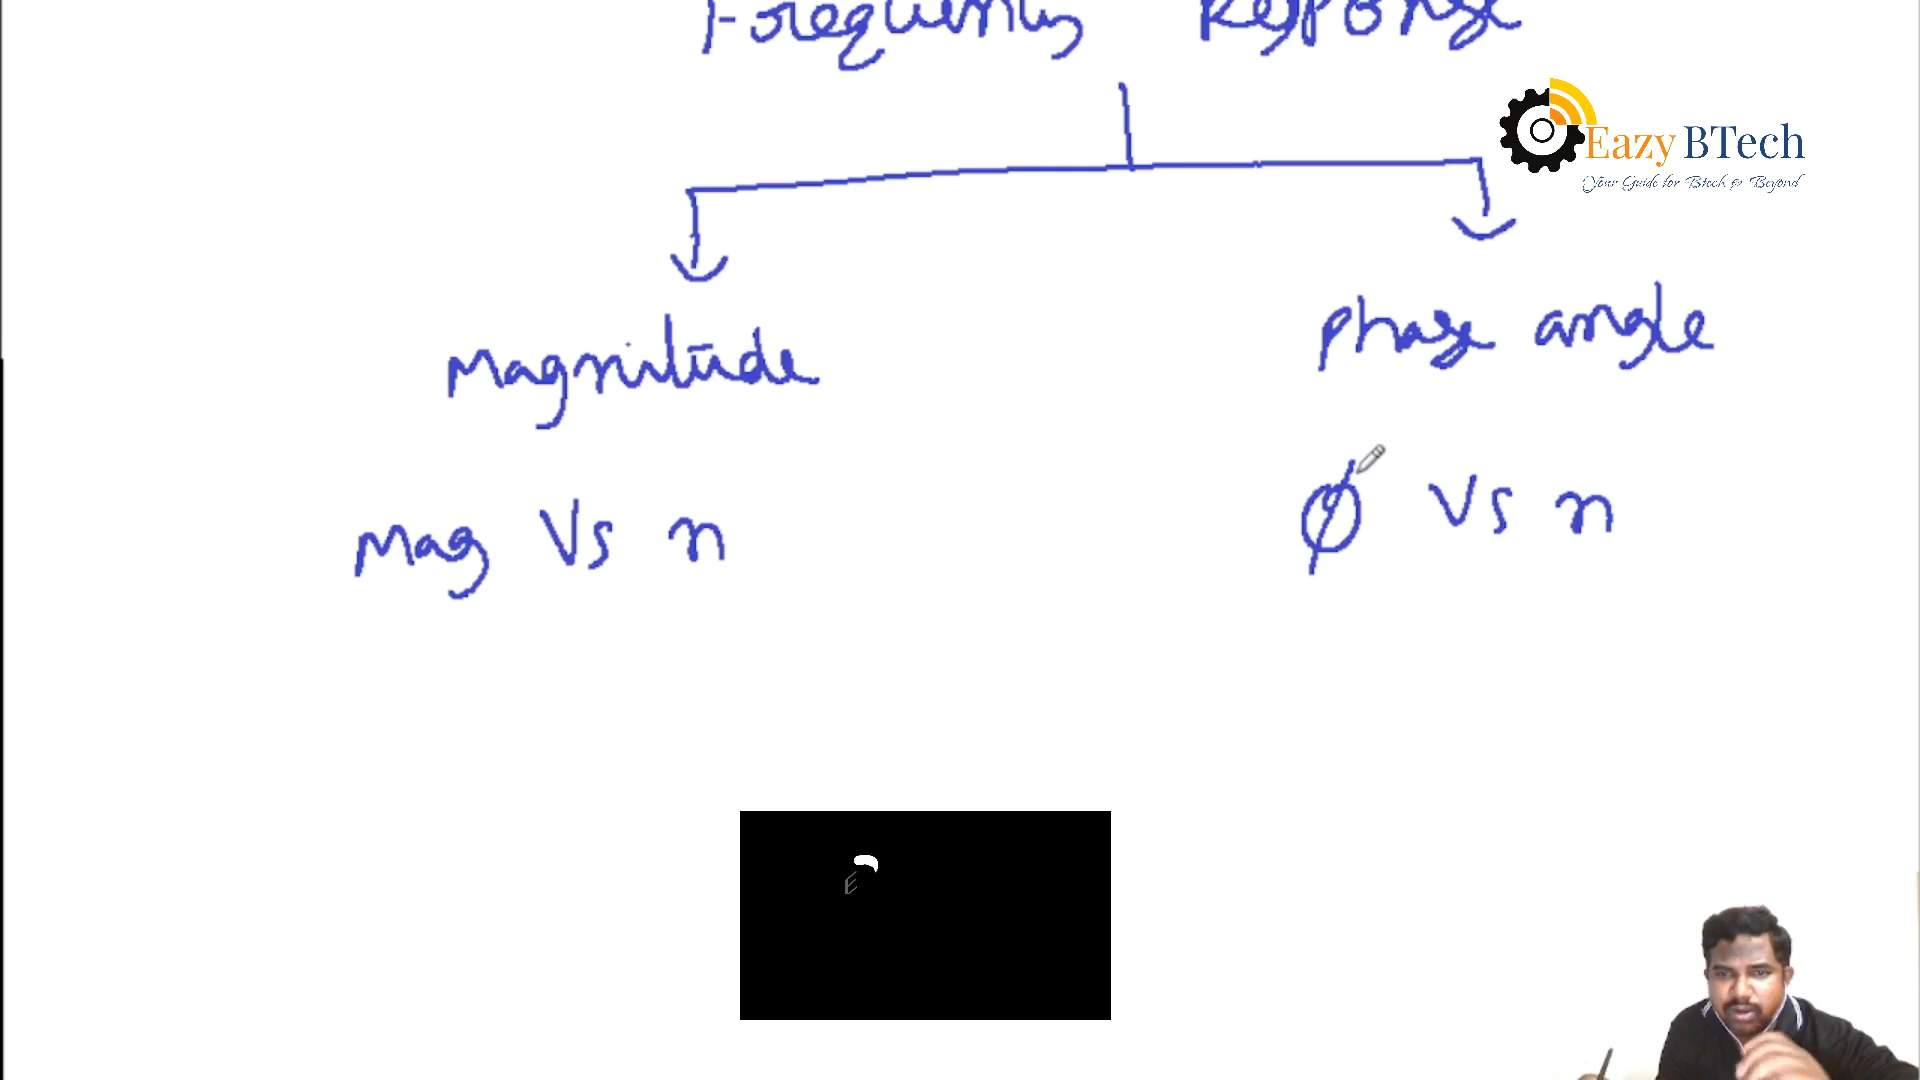 Frequency Response
Eazy BTech
Your Guide for Btech & Beyond
Magnitude
Phase angle
Mag Vs n
φ Vs n
E